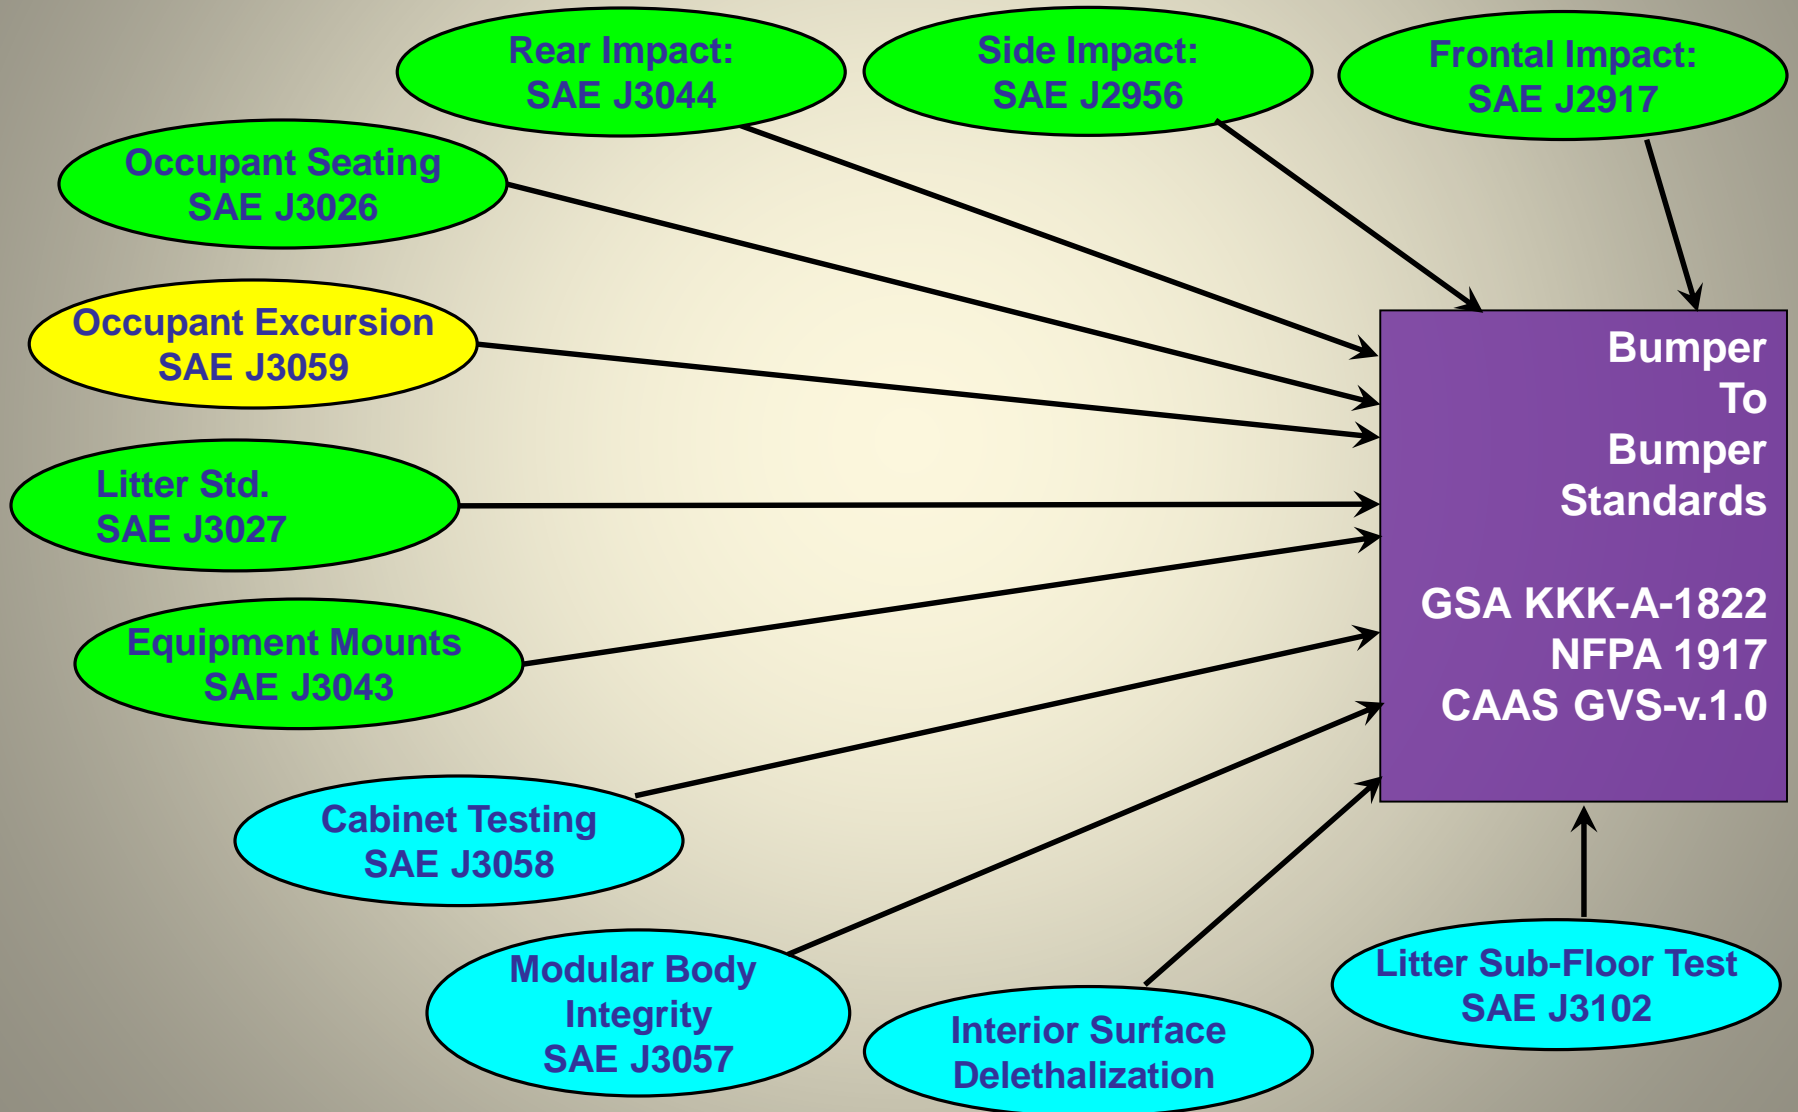 Rear Impact:
SAE J3044
Side Impact:
SAE J2956
Frontal Impact:
SAE J2917
Occupant Seating
SAE J3026
Occupant Excursion
SAE J3059
Litter Std.
SAE J3027
Equipment Mounts
SAE J3043
Cabinet Testing
SAE J3058
Modular Body
Integrity
SAE J3057
Interior Surface
Delethalization
Litter Sub-Floor Test
SAE J3102
Bumper
To
Bumper
Standards
GSA KKK-A-1822
NFPA 1917
CAAS GVS-v.1.0